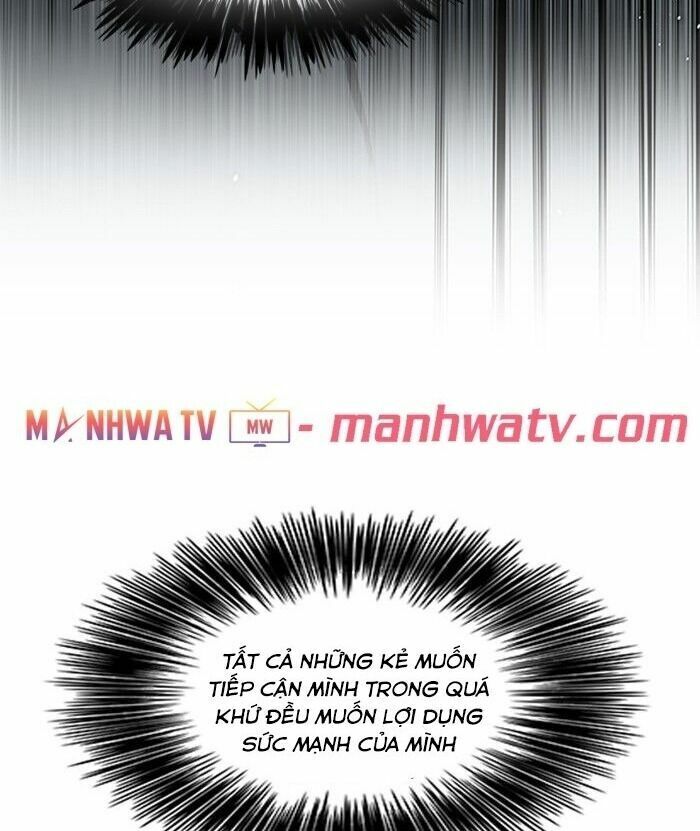 MANHWA TV MW - manhwatv.com
TẤT CẢ NHỮNG KẺ MUỐN
TIẾP CẬN MÌNH TRONG QUÁ
KHỨ ĐỀU MUỐN LỢI DỤNG
SỨC MẠNH CỦA MÌNH